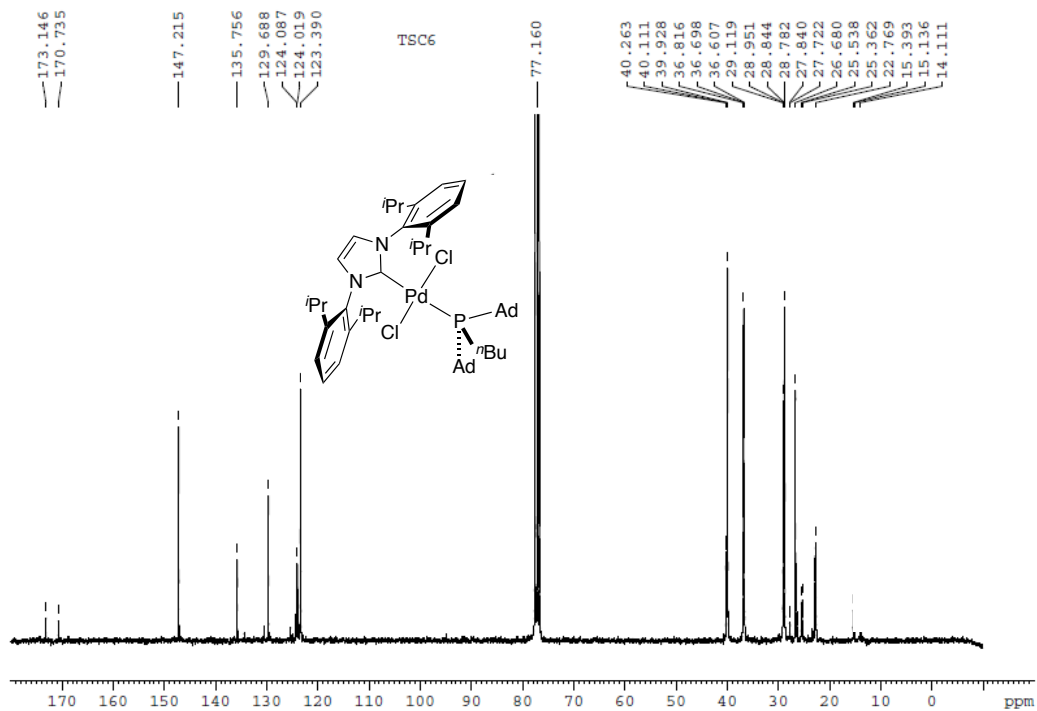 173.146
170.735
147.215
135.756
129.688
124.087
124.019
123.390
TSC6
77.160
40.263
40.111
39.928
36.816
36.698
36.607
29.119
28.951
28.844
28.782
27.840
27.722
26.680
25.538
25.362
22.769
15.393
15.136
14.111
iPr
N
iPr
Cl
N
Pd
iPr
iPr
Cl
P
Ad
nBu
Ad
170 160 150 140 130 120 110 100 90 80 70 60 50 40 30 20 10 0 ppm